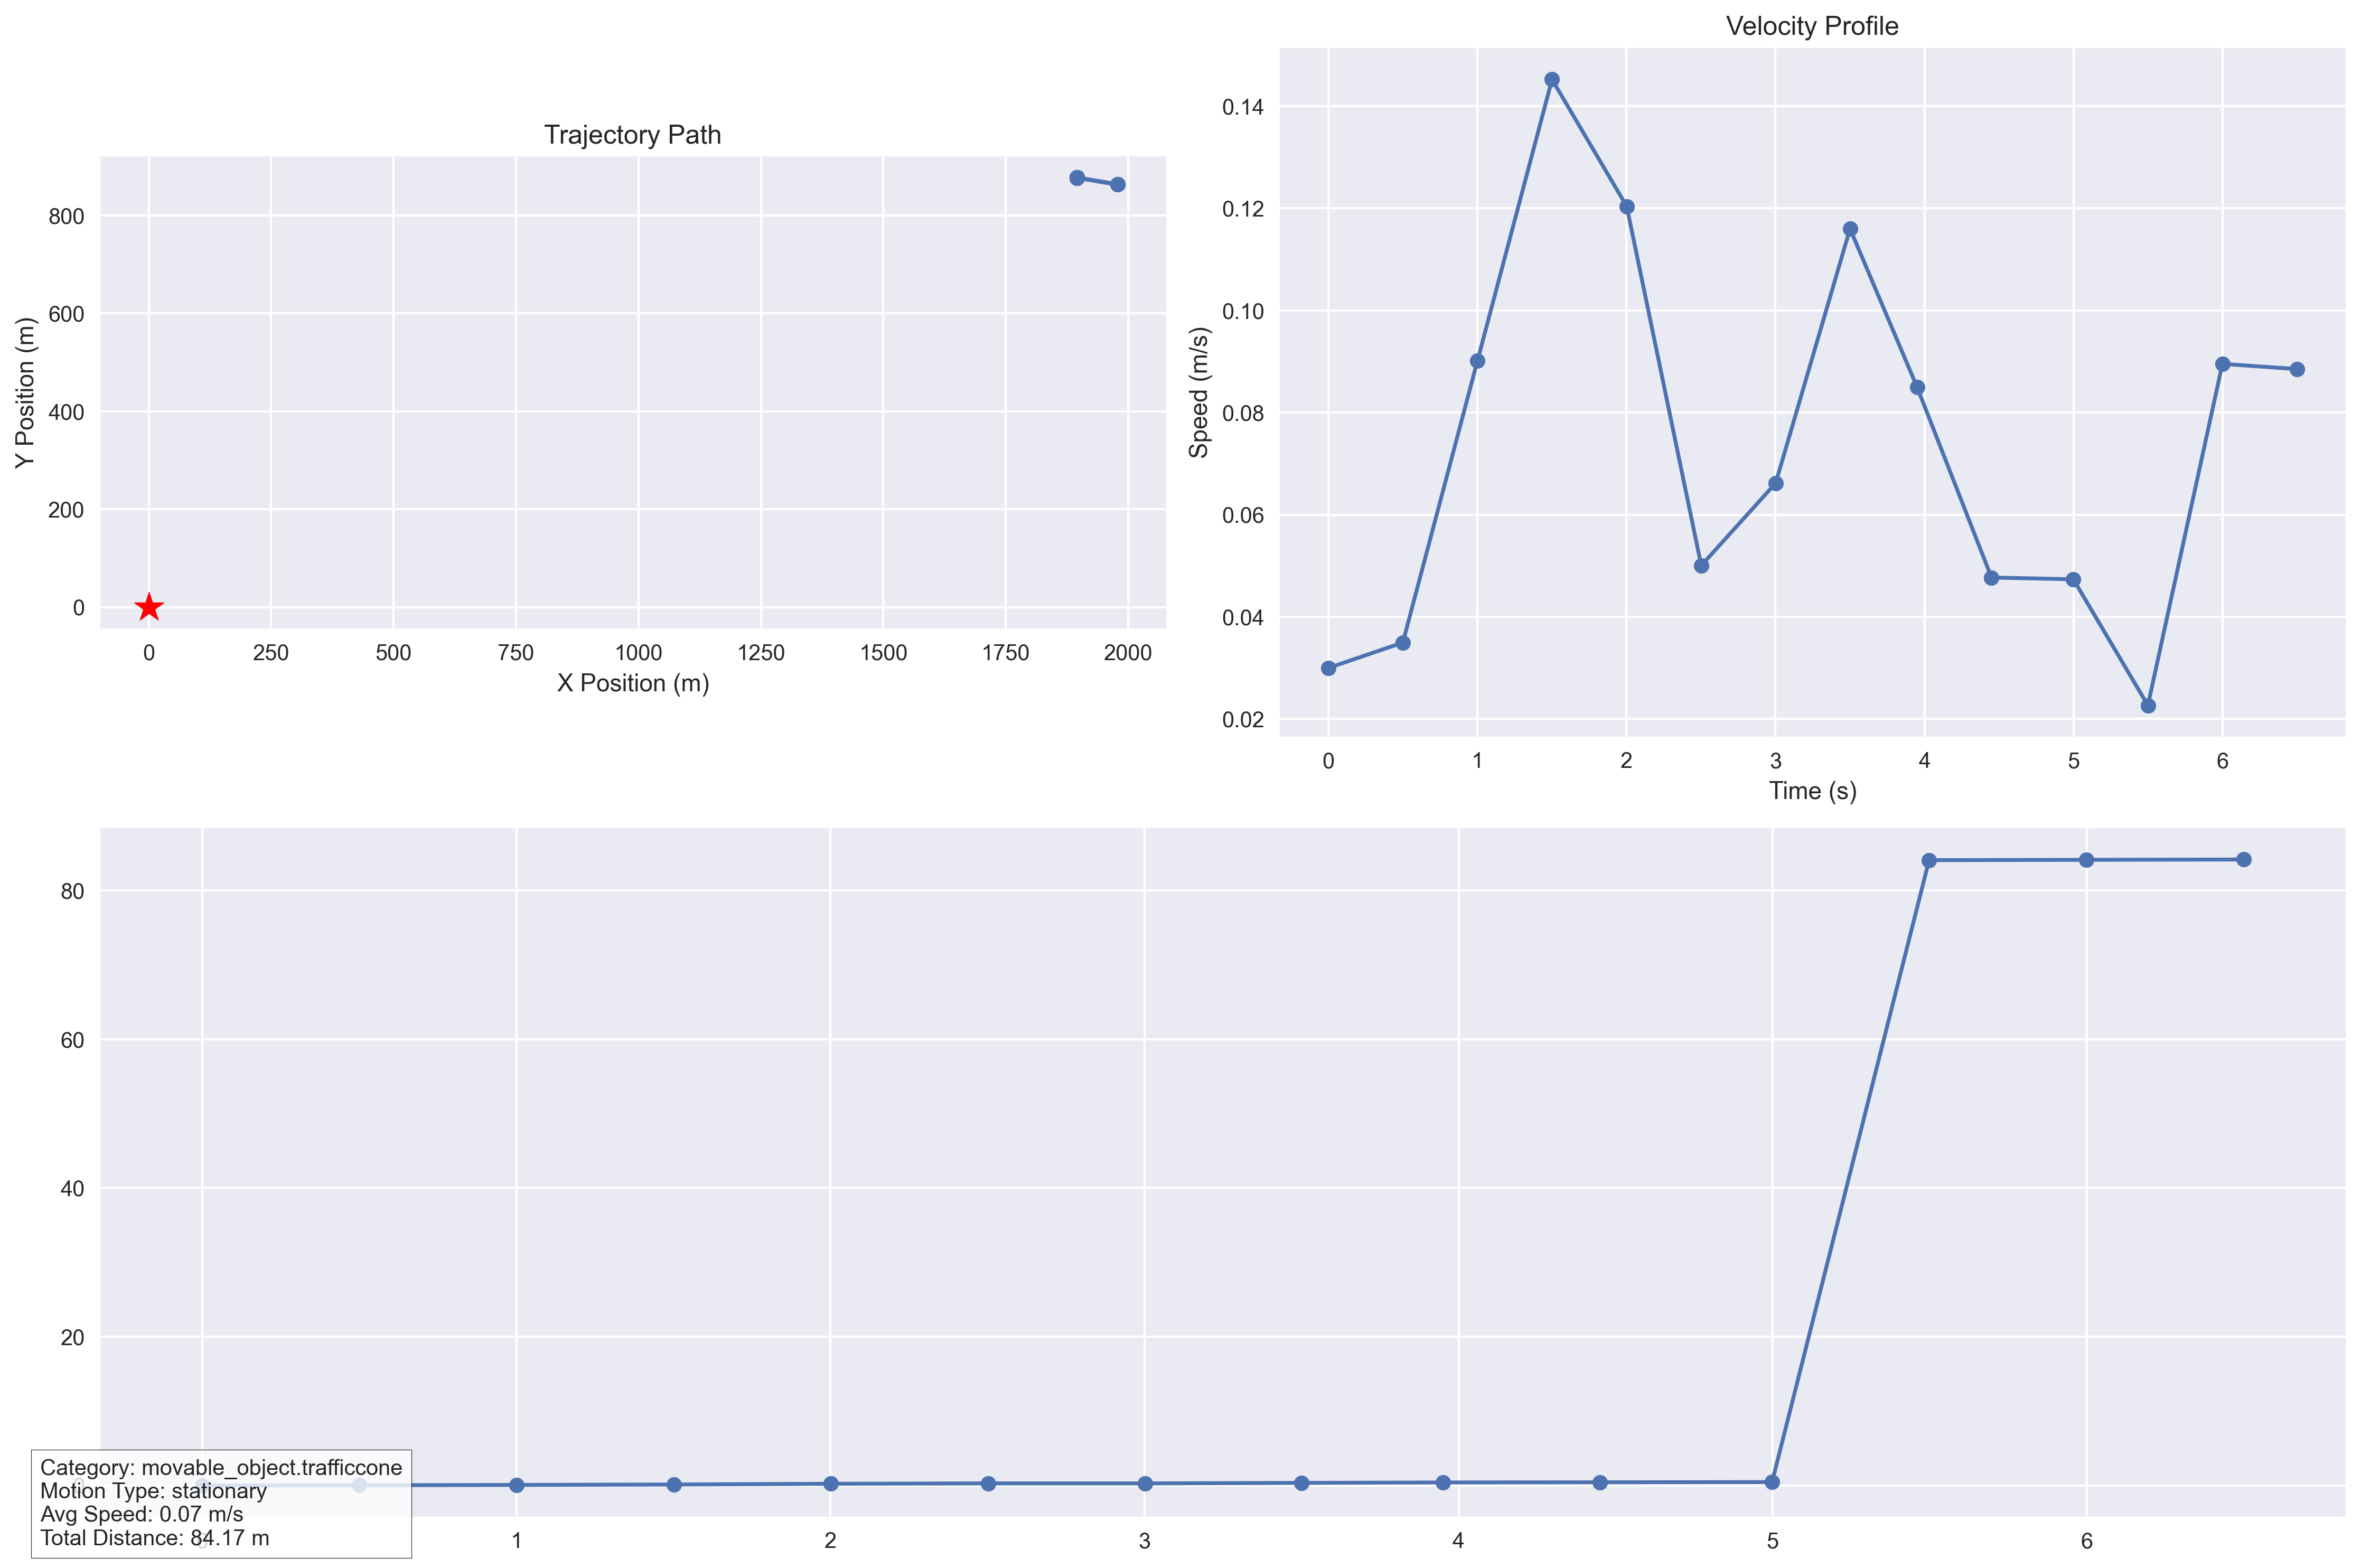 Trajectory Path
Y Position (m)
800
600
400
200
0
0 250 500 750 1000 1250 1500 1750 2000
X Position (m)
Velocity Profile
Speed (m/s)
0.14
0.12
0.10
0.08
0.06
0.04
0.02
0 1 2 3 4 5 6
Time (s)
80
60
40
20
0
0 1 2 3 4 5 6
Category: movable_object.trafficcone
Motion Type: stationary
Avg Speed: 0.07 m/s
Total Distance: 84.17 m